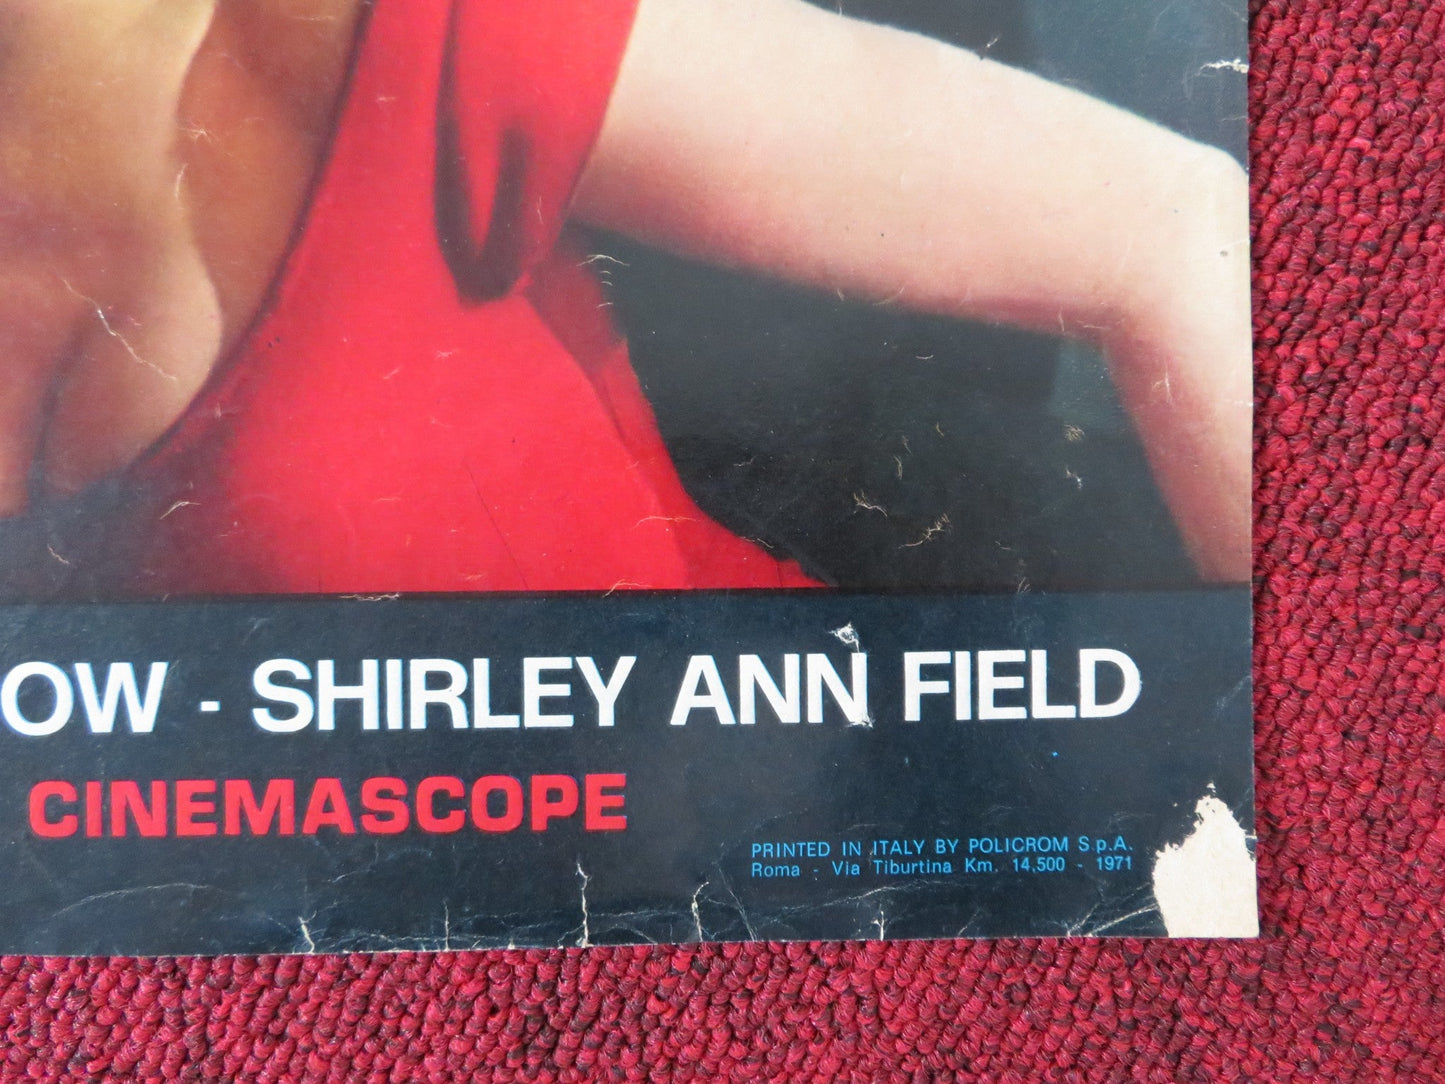 OW - SHIRLEY ANN FIELD
CINEMASCOPE
PRINTED IN ITALY BY POLICROM S.p.A.
Roma - Via Tiburtina Km. 14,500 - 1971